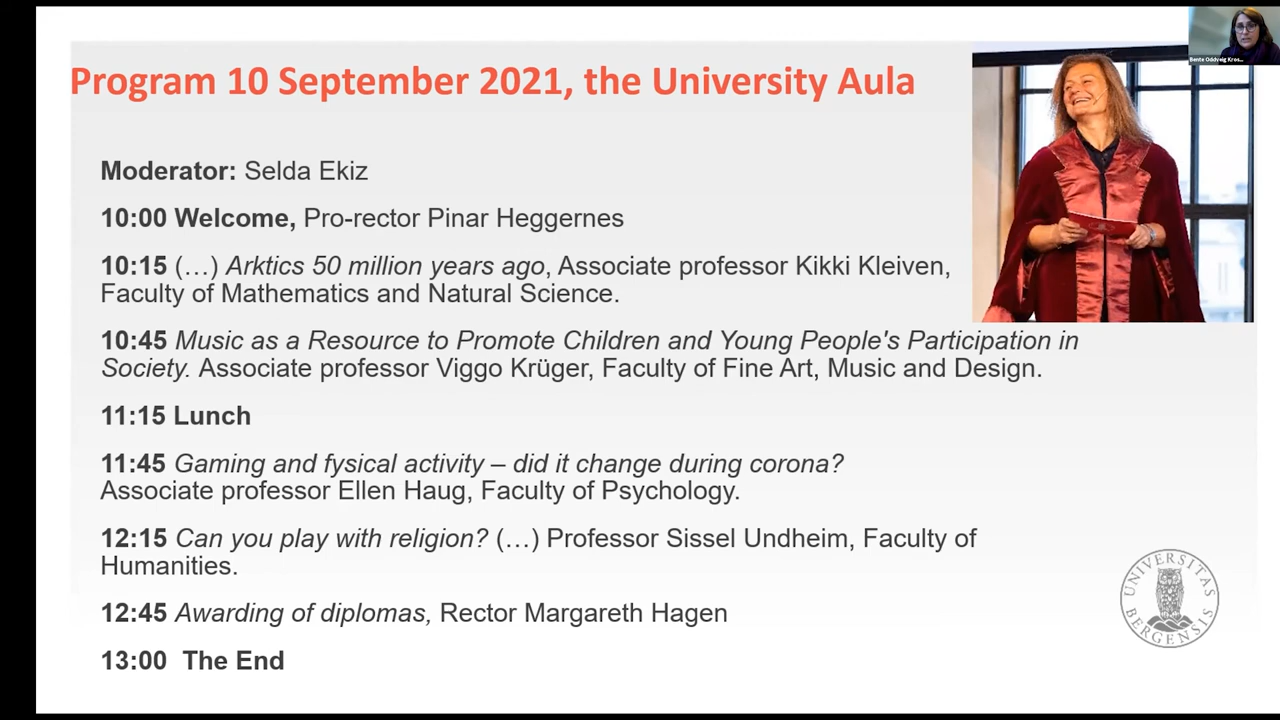 Program 10 September 2021, the University Aula
Bente Oddveig Kros...
Moderator: Selda Ekiz
10:00 Welcome, Pro-rector Pinar Heggernes
10:15 (…) Arktics 50 million years ago, Associate professor Kikki Kleiven,
Faculty of Mathematics and Natural Science.
10:45 Music as a Resource to Promote Children and Young People's Participation in
Society. Associate professor Viggo Krüger, Faculty of Fine Art, Music and Design.
11:15 Lunch
11:45 Gaming and fysical activity – did it change during corona?
Associate professor Ellen Haug, Faculty of Psychology.
12:15 Can you play with religion? (…) Professor Sissel Undheim, Faculty of
Humanities.
12:45 Awarding of diplomas, Rector Margareth Hagen
13:00 The End
UNIVERSITAS
BERGENSIS